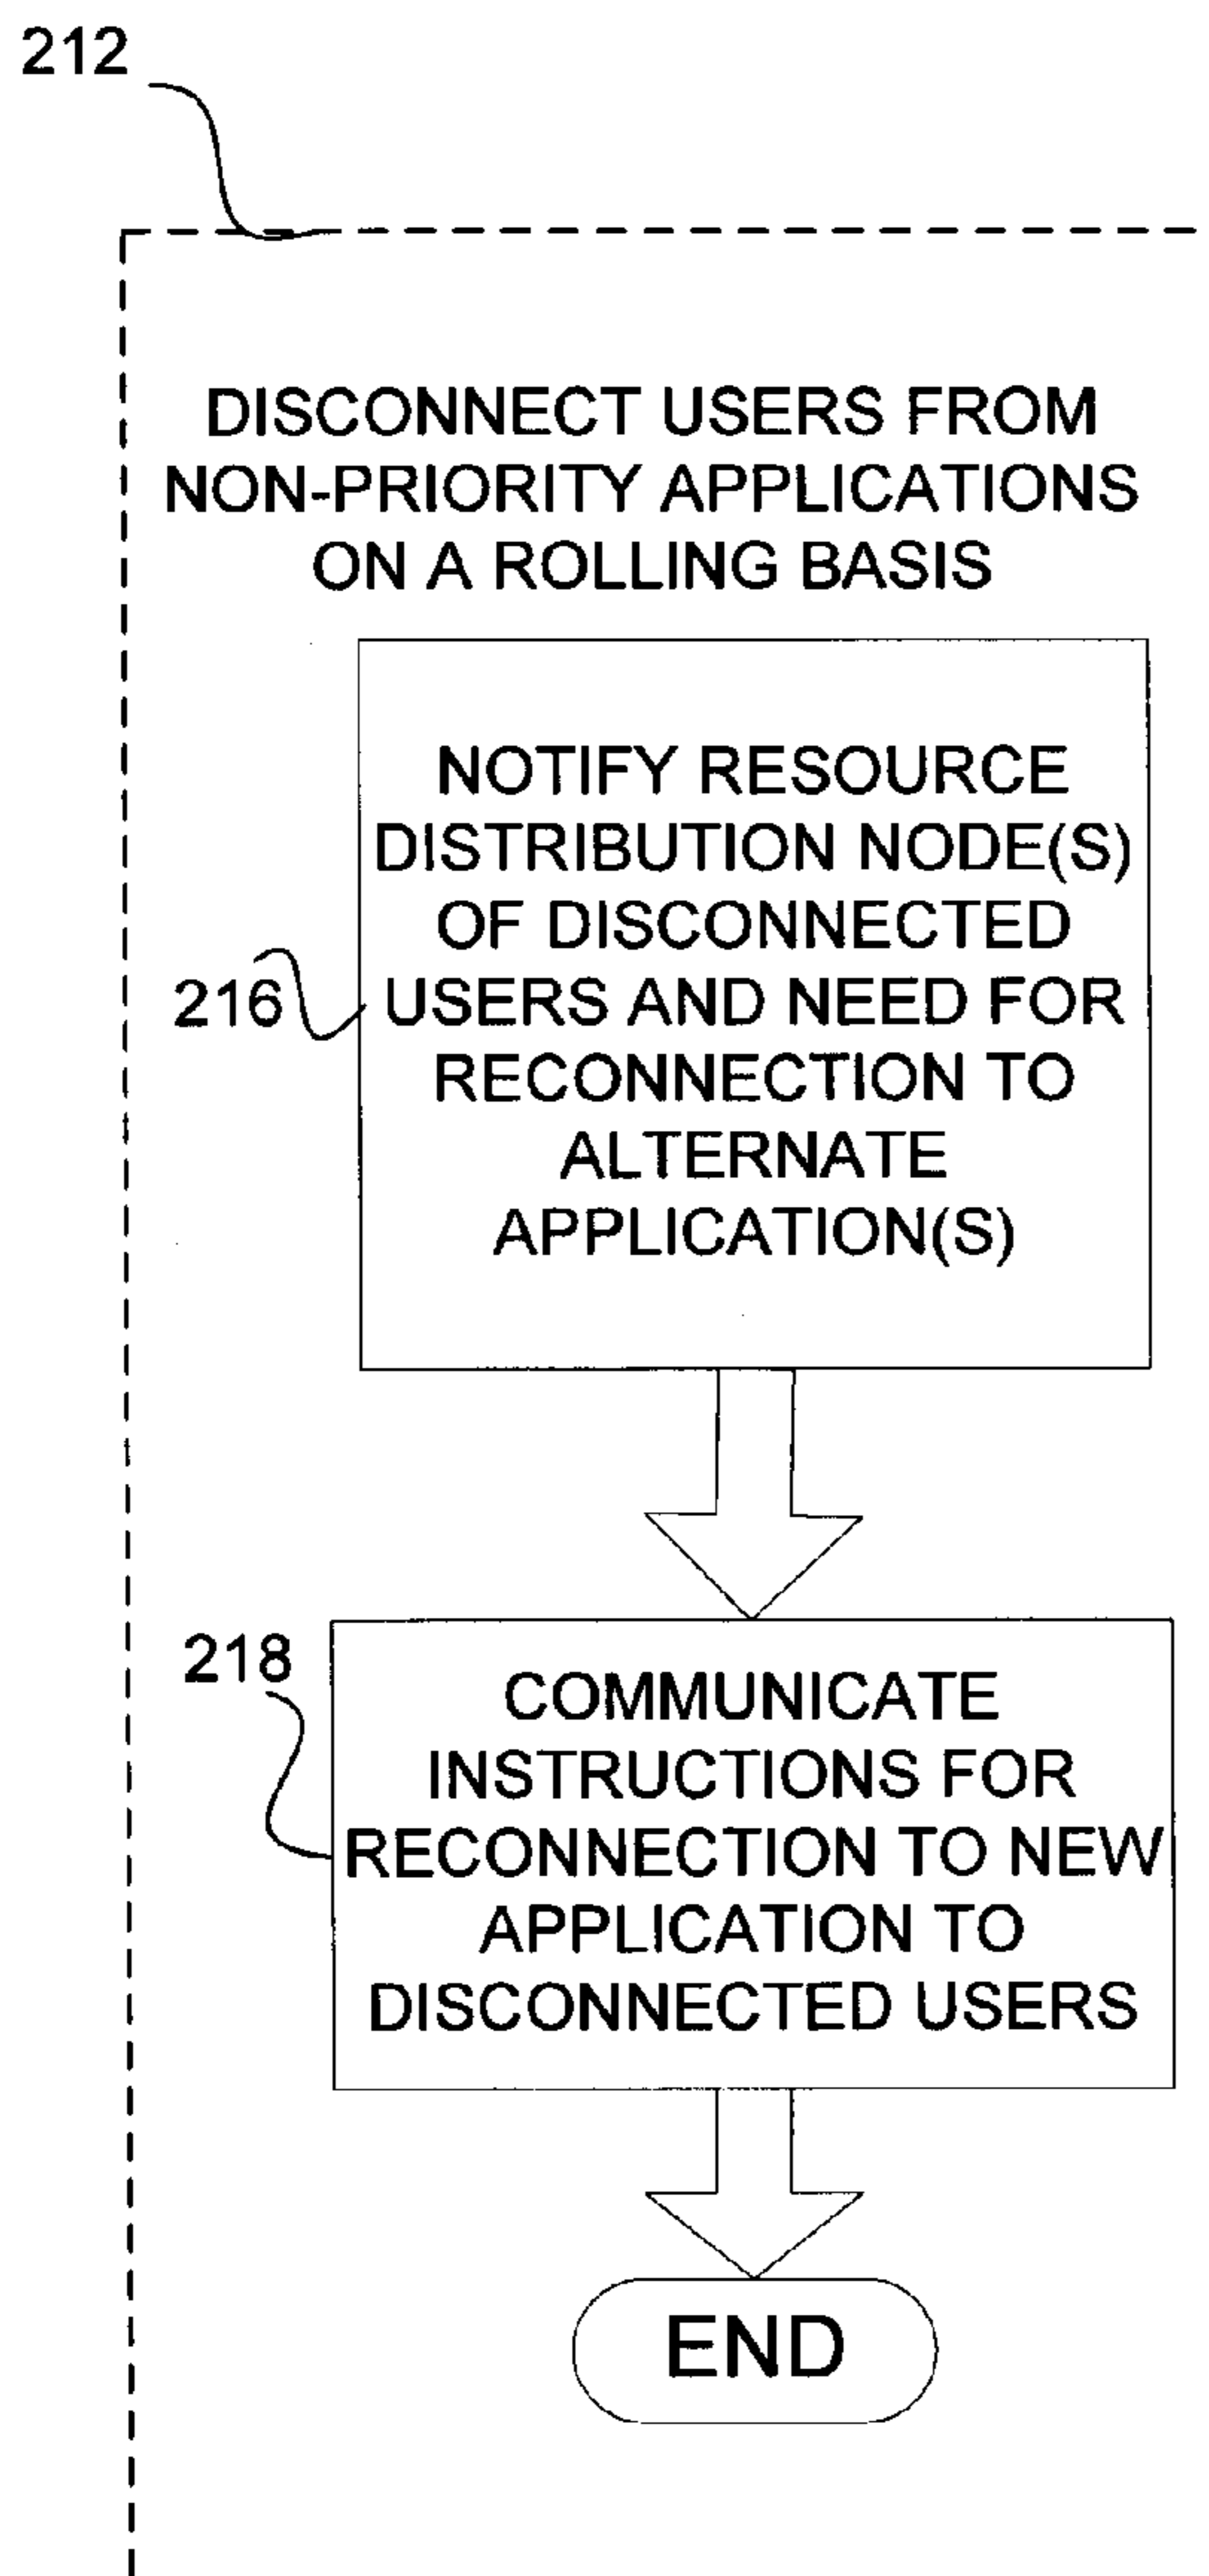 212
DISCONNECT USERS FROM
NON-PRIORITY APPLICATIONS
ON A ROLLING BASIS
NOTIFY RESOURCE
DISTRIBUTION NODE(S)
OF DISCONNECTED
216
USERS AND NEED FOR
RECONNECTION TO
ALTERNATE
APPLICATION(S)
218
COMMUNICATE
INSTRUCTIONS FOR
RECONNECTION TO NEW
APPLICATION TO
DISCONNECTED USERS
END